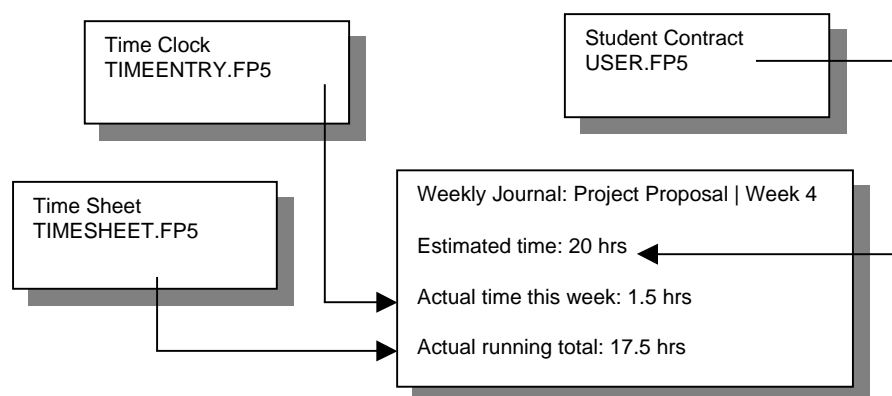 Time Clock
TIMEENTRY.FP5
Student Contract
USER.FP5
Time Sheet
TIMESHEET.FP5
Weekly Journal: Project Proposal | Week 4
Estimated time: 20 hrs
Actual time this week: 1.5 hrs
Actual running total: 17.5 hrs